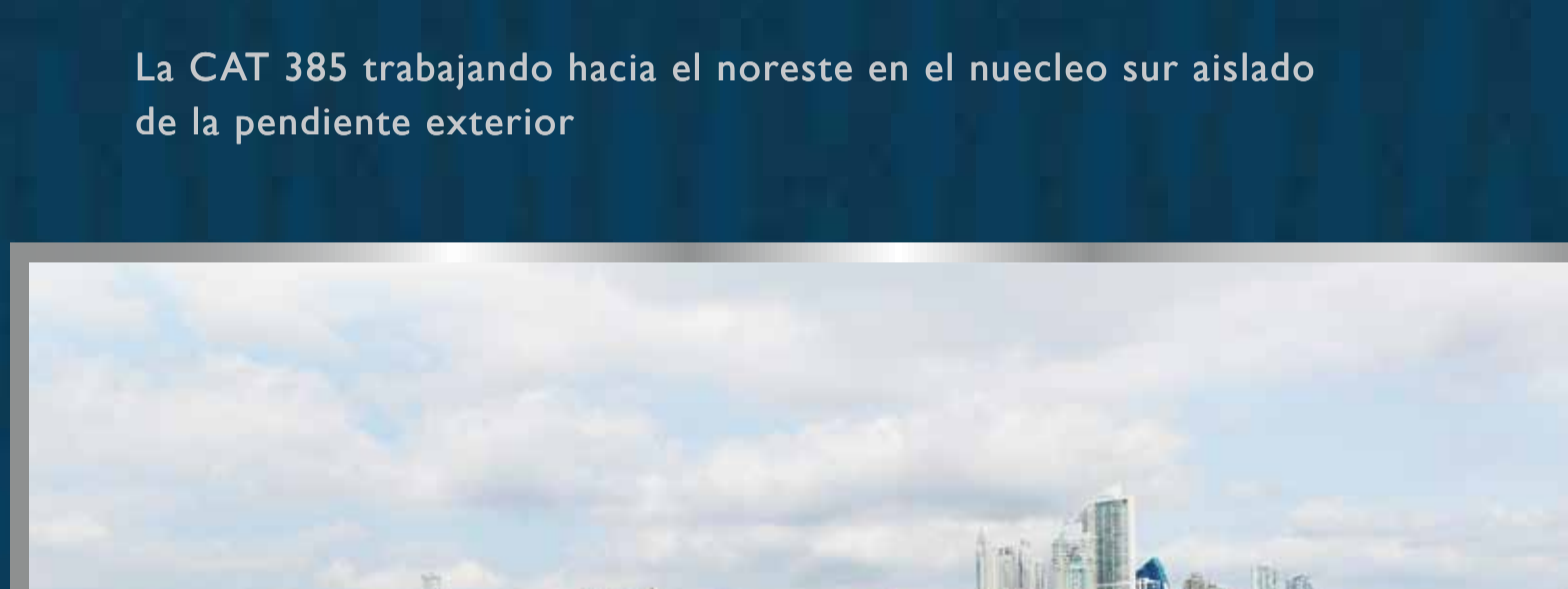 La CAT 385 trabajando hacia el noreste en el nuecleo sur aislado
de la pendiente exterior